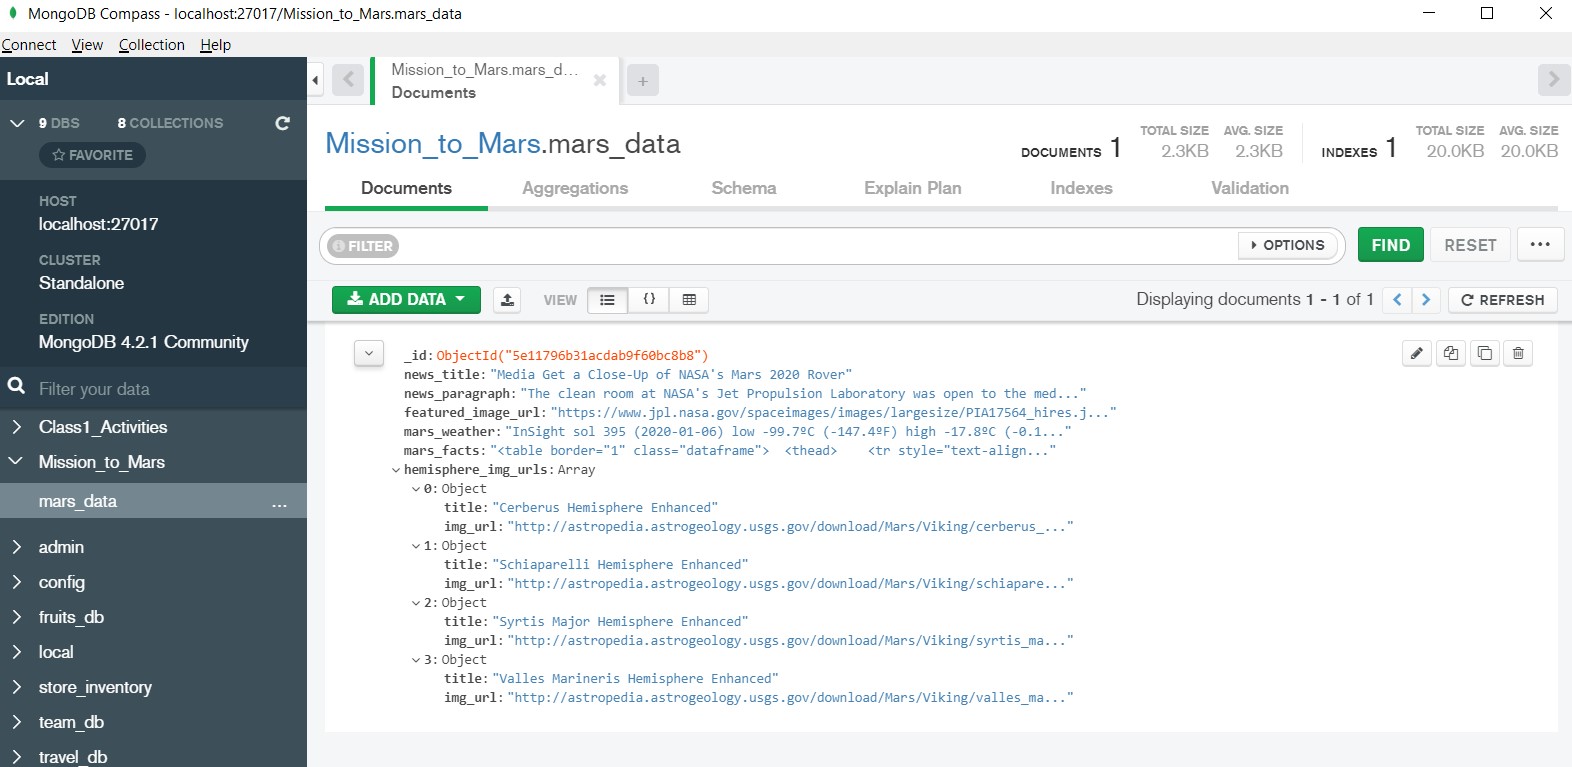 MongoDB Compass - localhost:27017/Mission_to_Mars.mars_data
Connect View Collection Help
Local
9 DBS 8 COLLECTIONS
FAVORITE
HOST
localhost:27017
CLUSTER
Standalone
EDITION
MongoDB 4.2.1 Community
Filter your data
Class1_Activities
Mission_to_Mars
mars_data ...
admin
config
fruits_db
local
store_inventory
team_db
travel_db
Mission_to_Mars.mars_d...
Documents
Mission_to_Mars.mars_data
DOCUMENTS 1 TOTAL SIZE 2.3KB AVG. SIZE 2.3KB INDEXES 1 TOTAL SIZE 20.0KB AVG. SIZE 20.0KB
Documents Aggregations Schema Explain Plan Indexes Validation
FILTER OPTIONS FIND RESET ...
ADD DATA VIEW {} Displaying documents 1 - 1 of 1 REFRESH
_id: ObjectId("5e11796b31acdab9f60bc8b8")
news_title: "Media Get a Close-Up of NASA's Mars 2020 Rover"
news_paragraph: "The clean room at NASA's Jet Propulsion Laboratory was open to the med..."
featured_image_url: "https://www.jpl.nasa.gov/spaceimages/images/largesize/PIA17564_hires.j..."
mars_weather: "InSight sol 395 (2020-01-06) low -99.7ºC (-147.4ºF) high -17.8ºC (-0.1..."
mars_facts: "<table border="1" class="dataframe"> <thead> <tr style="text-align..."
hemisphere_img_urls: Array
0: Object
title: "Cerberus Hemisphere Enhanced"
img_url: "http://astropedia.astrogeology.usgs.gov/download/Mars/Viking/cerberus_..."
1: Object
title: "Schiaparelli Hemisphere Enhanced"
img_url: "http://astropedia.astrogeology.usgs.gov/download/Mars/Viking/schiapare..."
2: Object
title: "Syrtis Major Hemisphere Enhanced"
img_url: "http://astropedia.astrogeology.usgs.gov/download/Mars/Viking/syrtis_ma..."
3: Object
title: "Valles Marineris Hemisphere Enhanced"
img_url: "http://astropedia.astrogeology.usgs.gov/download/Mars/Viking/valles_ma..."